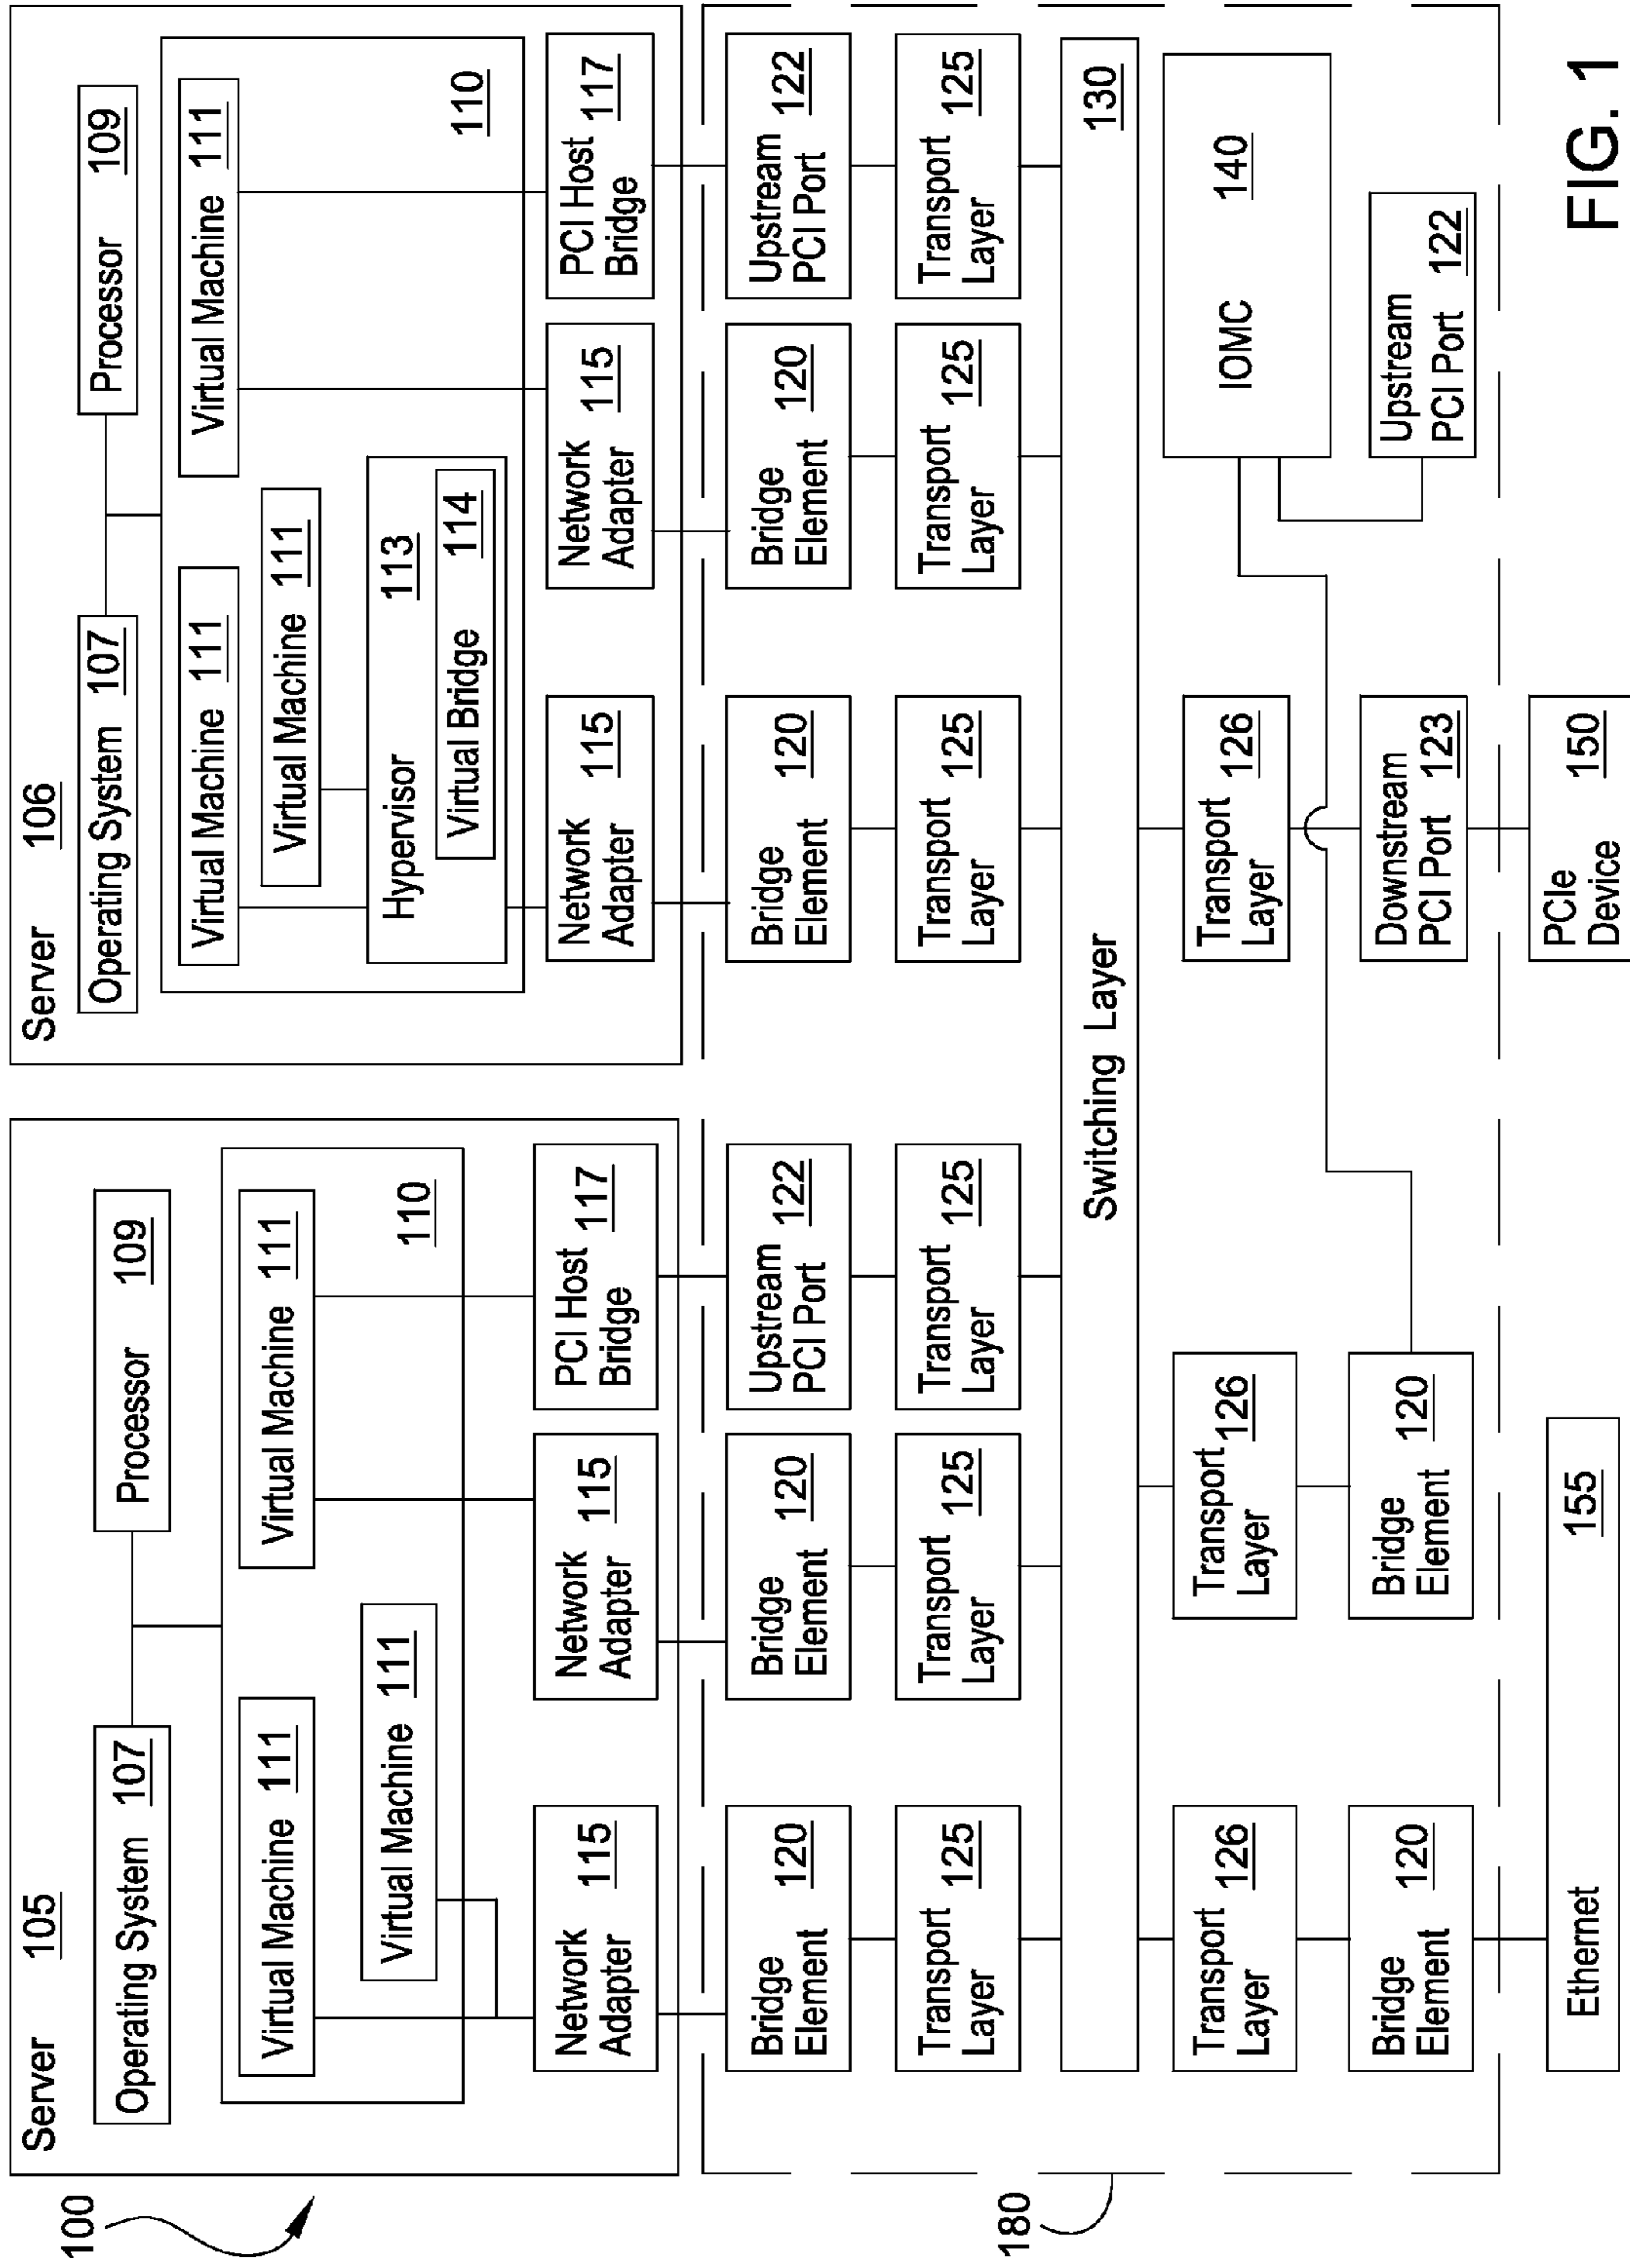 100
Server 105
Operating System 107
Processor 109
Virtual Machine 111
Virtual Machine 111
Virtual Machine 111
110
Network
Adapter 115
Network
Adapter 115
PCI Host
Bridge 117
Server 106
Operating System 107
Processor 109
Virtual Machine 111
Virtual Machine 111
Virtual Machine 111
Hypervisor 113
Virtual Bridge 114
110
Network
Adapter 115
Network
Adapter 115
PCI Host
Bridge 117
180
Bridge
Element 120
Bridge
Element 120
Upstream
PCI Port 122
Bridge
Element 120
Bridge
Element 120
Upstream
PCI Port 122
Transport
Layer 125
Transport
Layer 125
Transport
Layer 125
Transport
Layer 125
Transport
Layer 125
Transport
Layer 125
Switching Layer 130
Transport
Layer 126
Transport
Layer 126
Transport
Layer 126
IOMC 140
Bridge
Element 120
Bridge
Element 120
Downstream
PCI Port 123
Upstream
PCI Port 122
Ethernet 155
PCIe
Device 150
FIG. 1